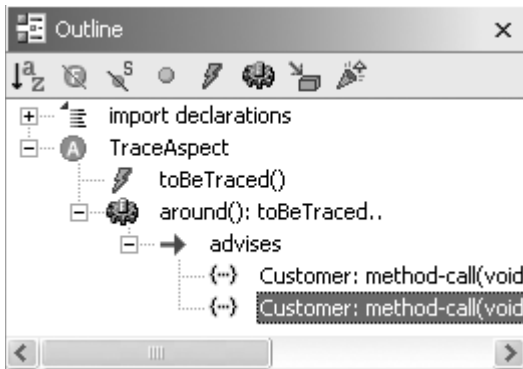 Outline
import declarations
A TraceAspect
toBeTraced()
around(): toBeTraced..
advises
Customer: method-call(void
Customer: method-call(void